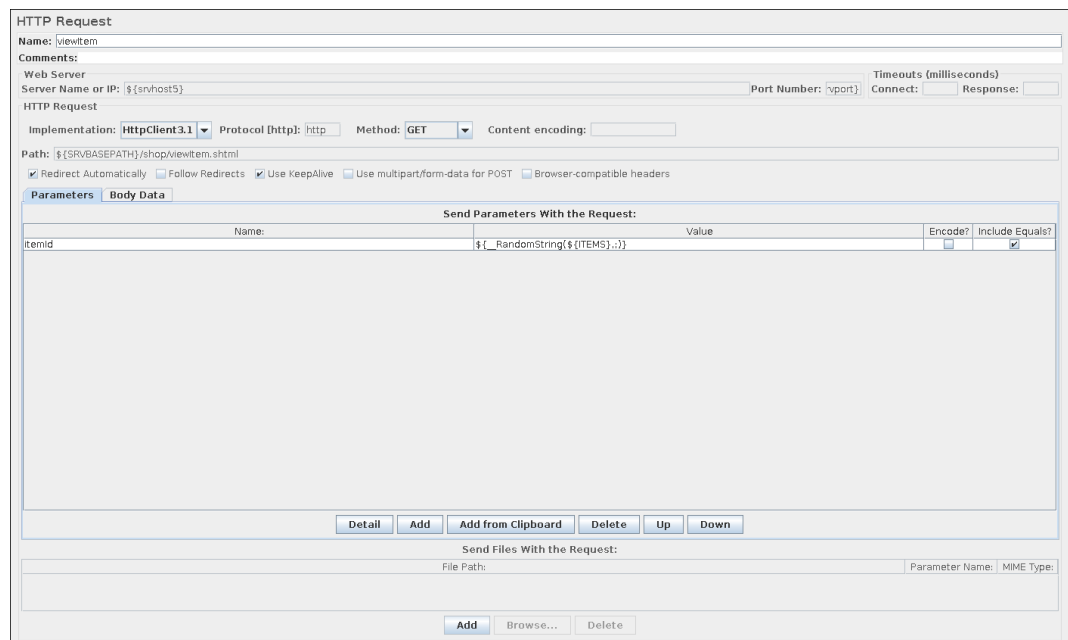 HTTP Request
Name: viewItem
Comments:
Web Server Timeouts (milliseconds)
Server Name or IP: ${srvhost5} Port Number: vport} Connect: Response:
HTTP Request
Implementation: HttpClient3.1 Protocol [http]: http Method: GET Content encoding:
Path: ${SRVBASEPATH}/shop/viewItem.shtml
Redirect Automatically Follow Redirects Use KeepAlive Use multipart/form-data for POST Browser-compatible headers
Parameters Body Data
Send Parameters With the Request:
Name: Value Encode? Include Equals?
itemId ${__RandomString(${ITEMS},;)}
Detail Add Add from Clipboard Delete Up Down
Send Files With the Request:
File Path: Parameter Name: MIME Type:
Add Browse... Delete